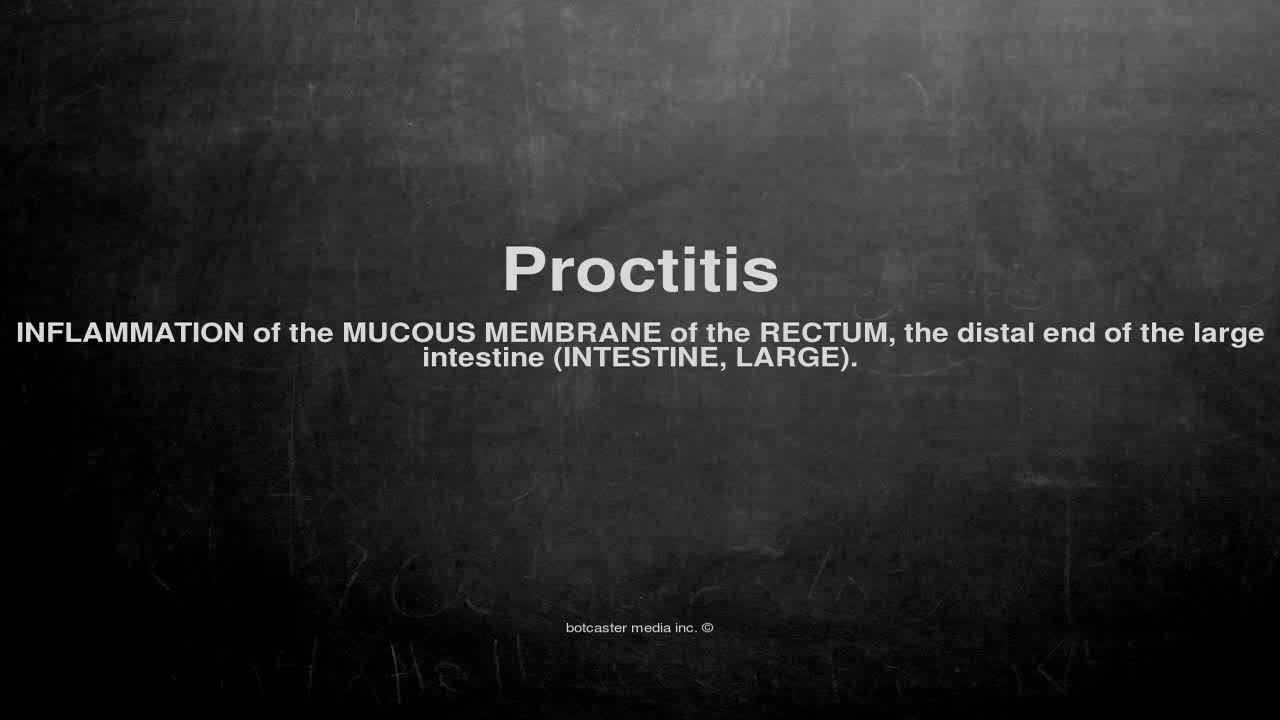 Proctitis
INFLAMMATION of the MUCOUS MEMBRANE of the RECTUM, the distal end of the large
intestine (INTESTINE, LARGE).
botcaster media inc. ©